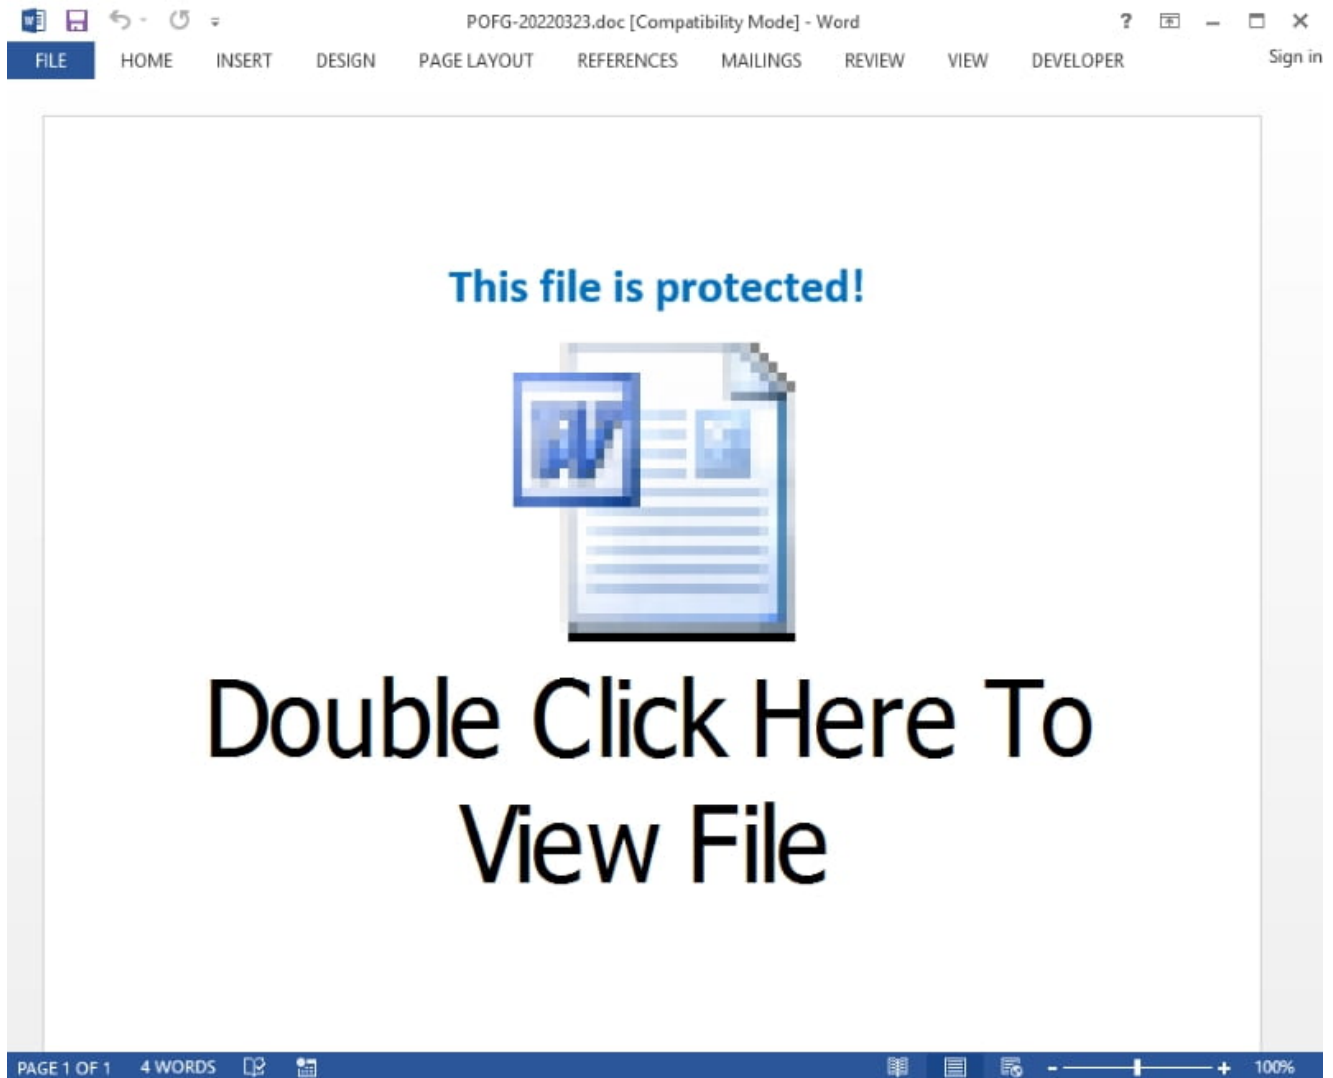 POFG-20220323.doc [Compatibility Mode] - Word
?
FILE HOME INSERT DESIGN PAGE LAYOUT REFERENCES MAILINGS REVIEW VIEW DEVELOPER Sign in
This file is protected!
W
Double Click Here To
View File
PAGE 1 OF 1 4 WORDS - + 100%